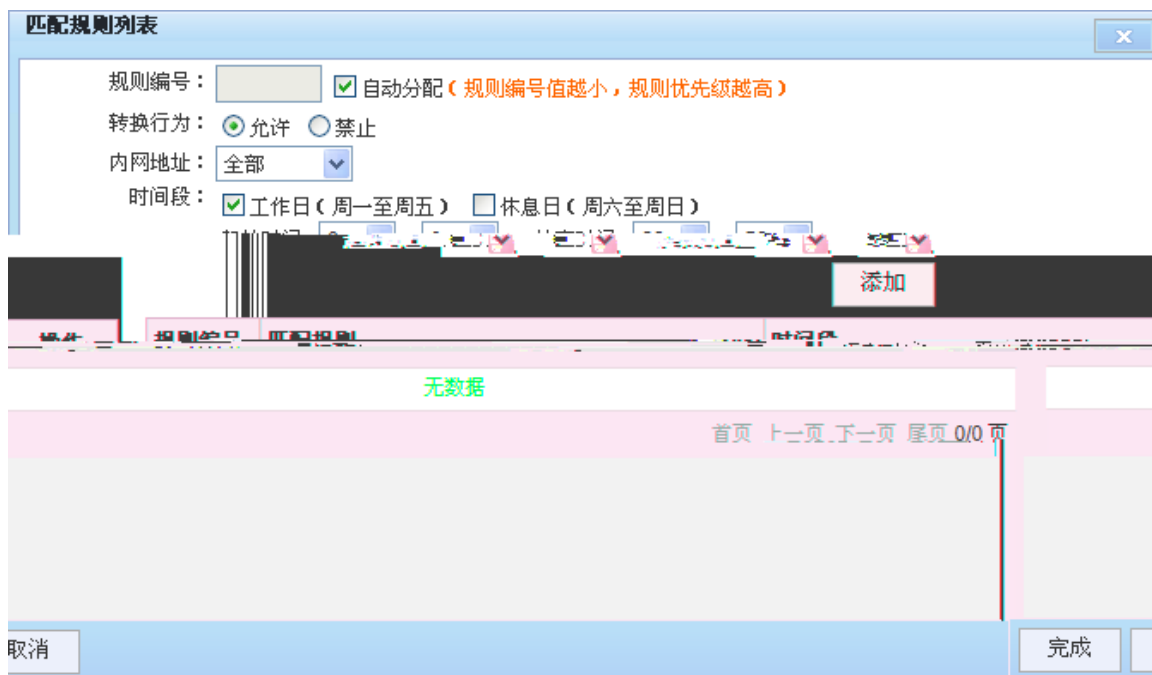 匹配规则列表
规则编号： 自动分配（规则编号值越小，规则优先级越高）
转换行为： 允许 禁止
内网地址： 全部
时间段： 工作日（周一至周五） 休息日（周六至周日）
添加
操作 规则编号 匹配规则 时间段
无数据
首页 上一页 下一页 尾页 0/0 页
取消 完成